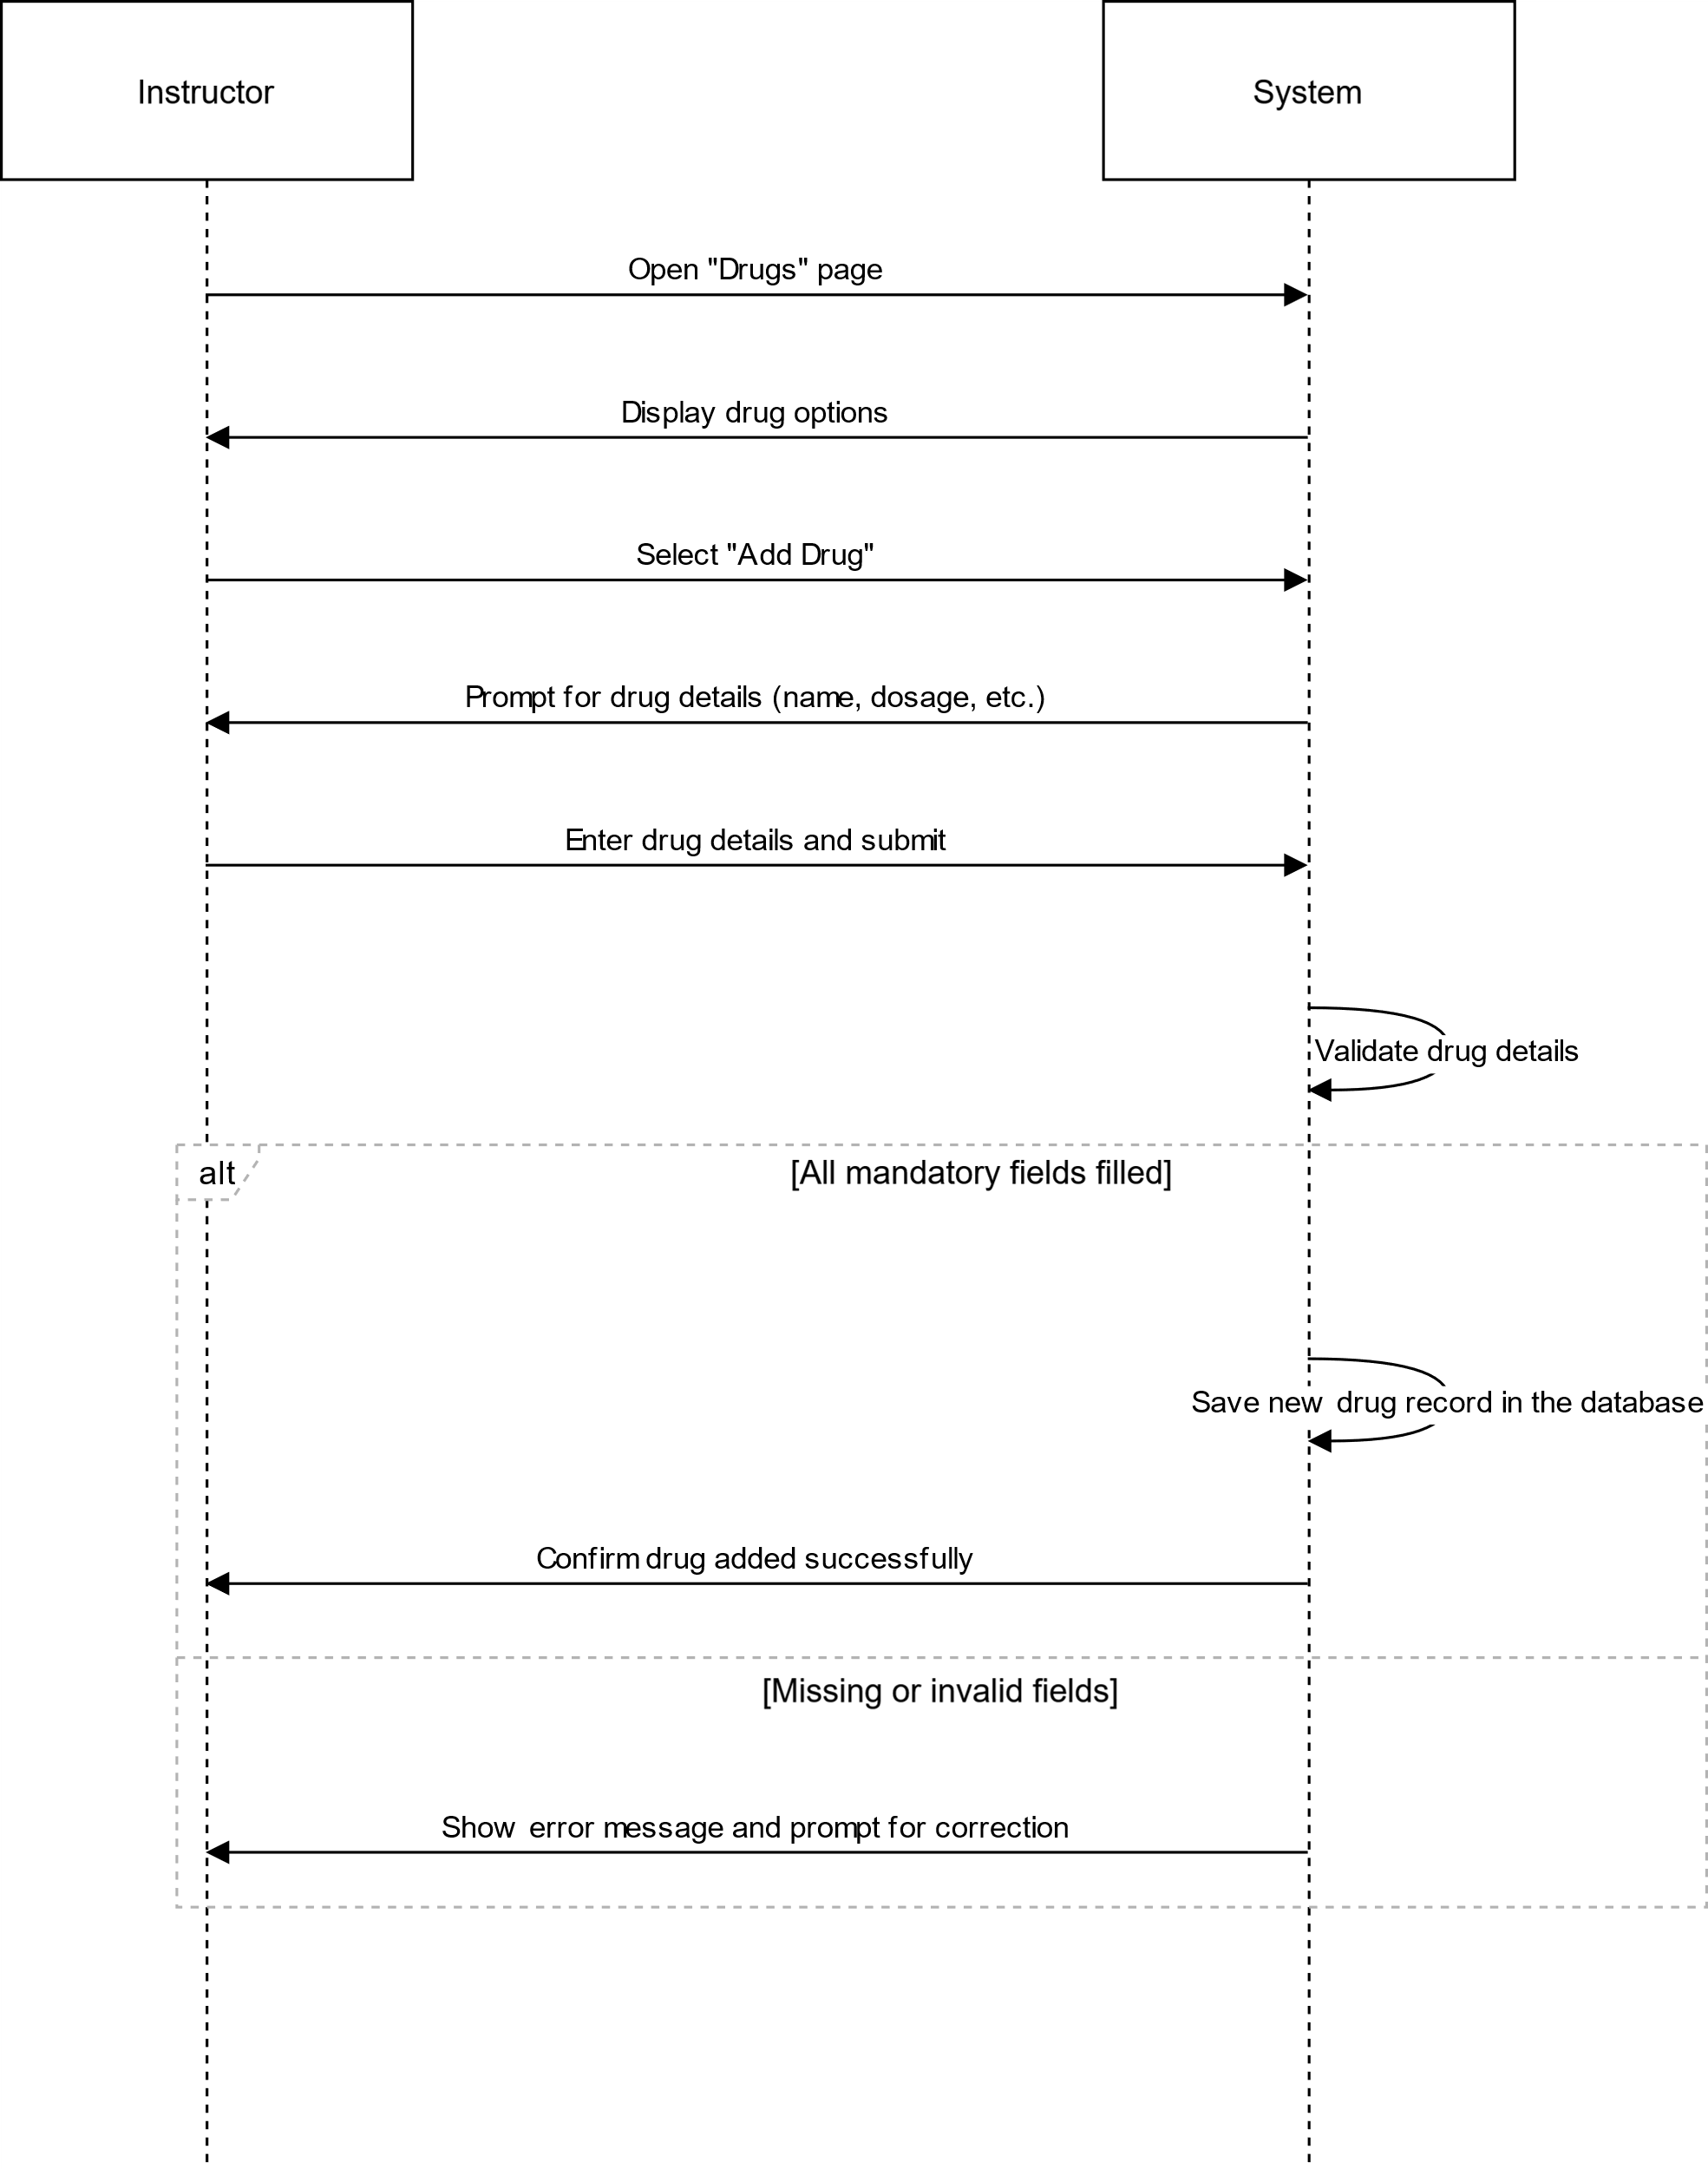 Instructor
System
Open "Drugs" page
Display drug options
Select "Add Drug"
Prompt for drug details (name, dosage, etc.)
Enter drug details and submit
Validate drug details
alt
[All mandatory fields filled]
Save new drug record in the database
Confirm drug added successfully
[Missing or invalid fields]
Show error message and prompt for correction